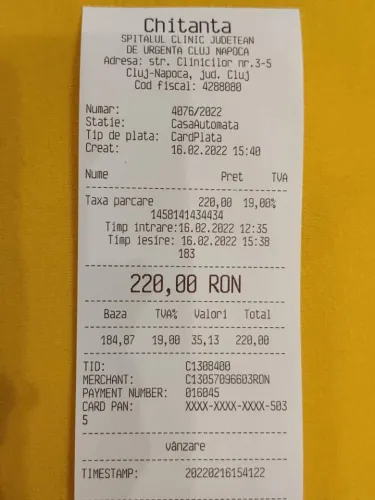 Chitanta
SPITALUL CLINIC JUDETEAN
DE URGENTA CLUJ NAPOCA
Adresa: str. Clinicilor nr.3-5
Cluj-Napoca, jud. Cluj
Cod fiscal: 4288080
Numar: 4076/2022
Statie: CasaAutomata
Tip de plata: CardPlata
Creat: 16.02.2022 15:40
Nume Pret TVA
Taxa parcare 220,00 19,00%
1458141434434
Timp intrare:16.02.2022 12:35
Timp iesire: 16.02.2022 15:38
183
220,00 RON
Baza TVA% Valori Total
184,87 19,00 35,13 220,00
TID: C1308400
MERCHANT: C13057096603RON
PAYMENT NUMBER: 016045
CARD PAN: XXXX-XXXX-XXXX-503
5
vânzare
TIMESTAMP: 20220216154122